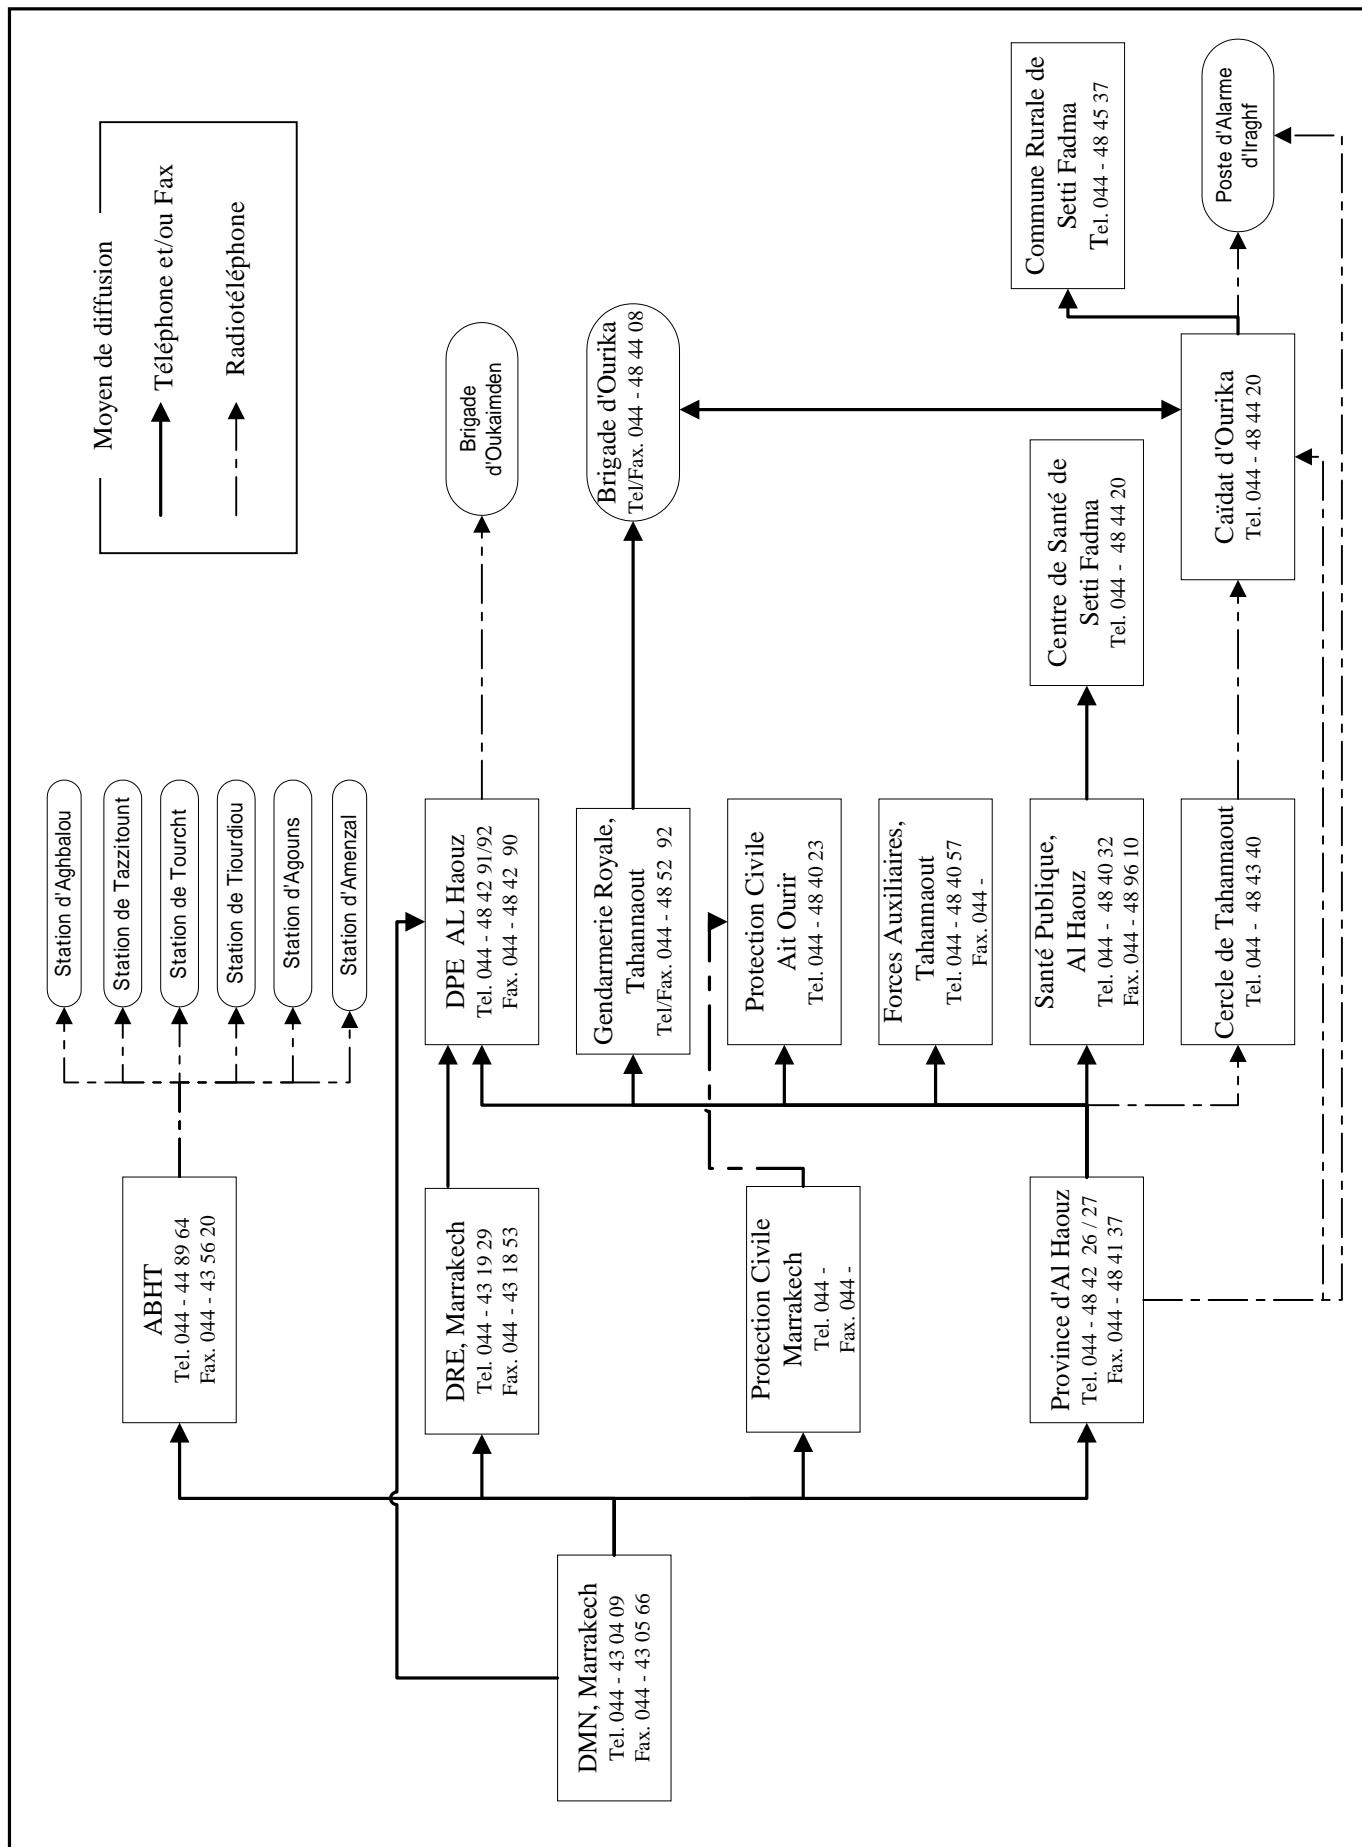 Moyen de diffusion
Téléphone et/ou Fax
Radiotéléphone
DMN, Marrakech
Tel. 044 - 43 04 09
Fax. 044 - 43 05 66
ABHT
Tel. 044 - 44 89 64
Fax. 044 - 43 56 20
DRE, Marrakech
Tel. 044 - 43 19 29
Fax. 044 - 43 18 53
Protection Civile
Marrakech
Tel. 044 -
Fax. 044 -
Province d'Al Haouz
Tel. 044 - 48 42 26 / 27
Fax. 044 - 48 41 37
Station d'Aghbalou
Station de Tazzitount
Station de Tourcht
Station de Tiourdiou
Station d'Agouns
Station d'Amenzal
DPE AL Haouz
Tel. 044 - 48 42 91/92
Fax. 044 - 48 42 90
Gendarmerie Royale,
Tahannaout
Tel/Fax. 044 - 48 52 92
Protection Civile
Ait Ourir
Tel. 044 - 48 40 23
Forces Auxiliaires,
Tahannaout
Tel. 044 - 48 40 57
Fax. 044 -
Santé Publique,
Al Haouz
Tel. 044 - 48 40 32
Fax. 044 - 48 96 10
Cercle de Tahannaout
Tel. 044 - 48 43 40
Brigade
d'Oukaimden
Brigade d'Ourika
Tel/Fax. 044 - 48 44 08
Centre de Santé de
Setti Fadma
Tel. 044 - 48 44 20
Caïdat d'Ourika
Tel. 044 - 48 44 20
Commune Rurale de
Setti Fadma
Tel. 044 - 48 45 37
Poste d'Alarme
d'Iraghf